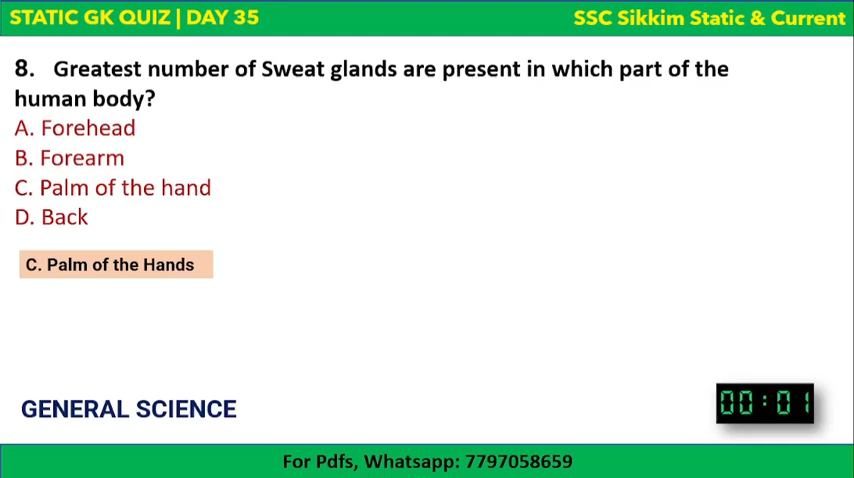 STATIC GK QUIZ | DAY 35
SSC Sikkim Static & Current
8. Greatest number of Sweat glands are present in which part of the
human body?
A. Forehead
B. Forearm
C. Palm of the hand
D. Back
C. Palm of the Hands
GENERAL SCIENCE
00:01
For Pdfs, Whatsapp: 7797058659